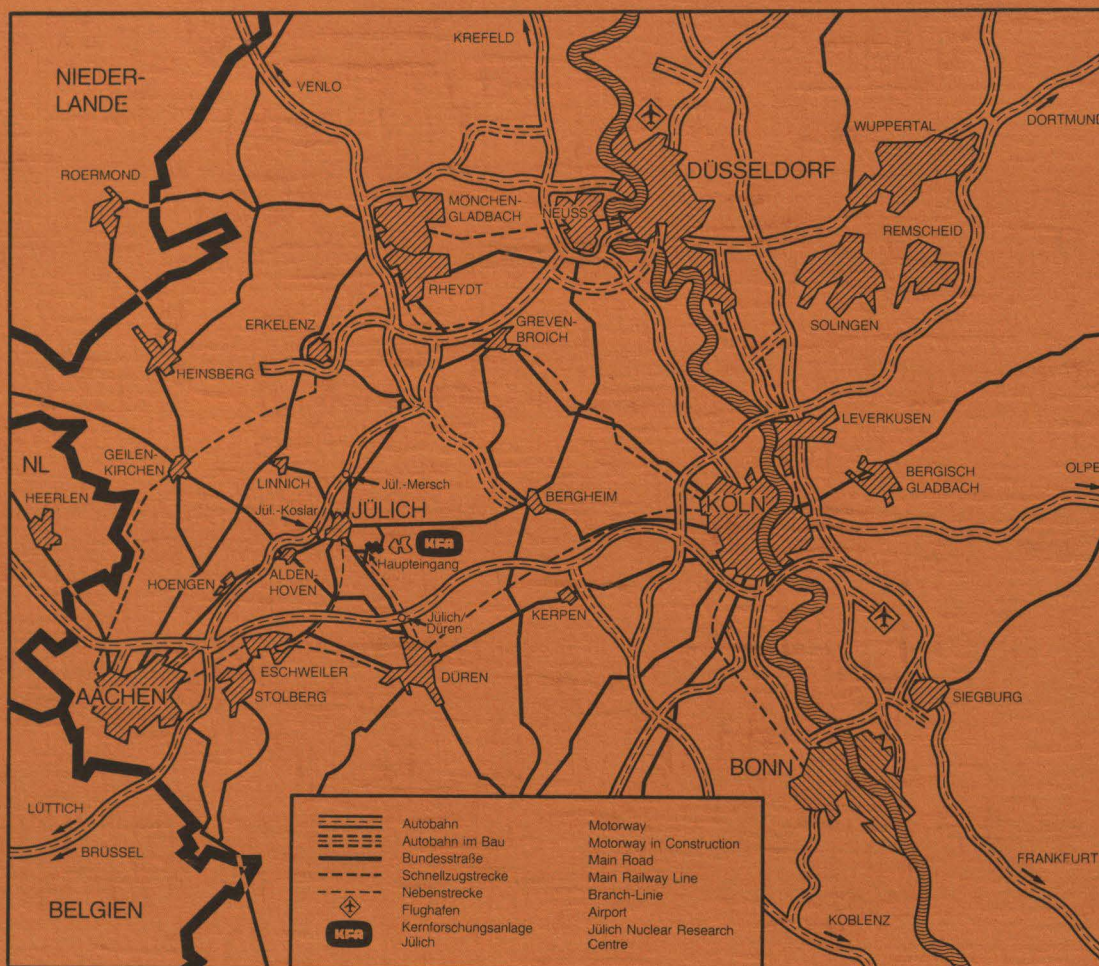 KREFELD
NIEDER-
LANDE
VENLO
DORTMUND
WUPPERTAL
ROERMOND
DÜSSELDORF
MÖNCHEN-
GLADBACH
NEUSS
REMSCHEID
RHEYDT
SOLINGEN
ERKELENZ
GREVEN-
BROICH
HEINSBERG
LEVERKUSEN
GEILEN-
KIRCHEN
NL
HEERLEN
LINNICH
Jül.-Mersch
BERGISCH
GLADBACH
OLPE
BERGHEIM
KÖLN
Jül.-Koslar
JÜLICH
KFA
Haupteingang
HOENGEN
ALDEN-
HOVEN
KERPEN
Jülich/
Düren
ESCHWEILER
DÜREN
STOLBERG
AACHEN
SIEGBURG
BONN
LÜTTICH
BRÜSSEL
BELGIEN
FRANKFURT
KOBLENZ
Autobahn Motorway
Autobahn im Bau Motorway in Construction
Bundesstraße Main Road
Schnellzugstrecke Main Railway Line
Nebenstrecke Branch-Linie
Flughafen Airport
KFA Kernforschungsanlage Jülich Nuclear Research
Jülich Centre